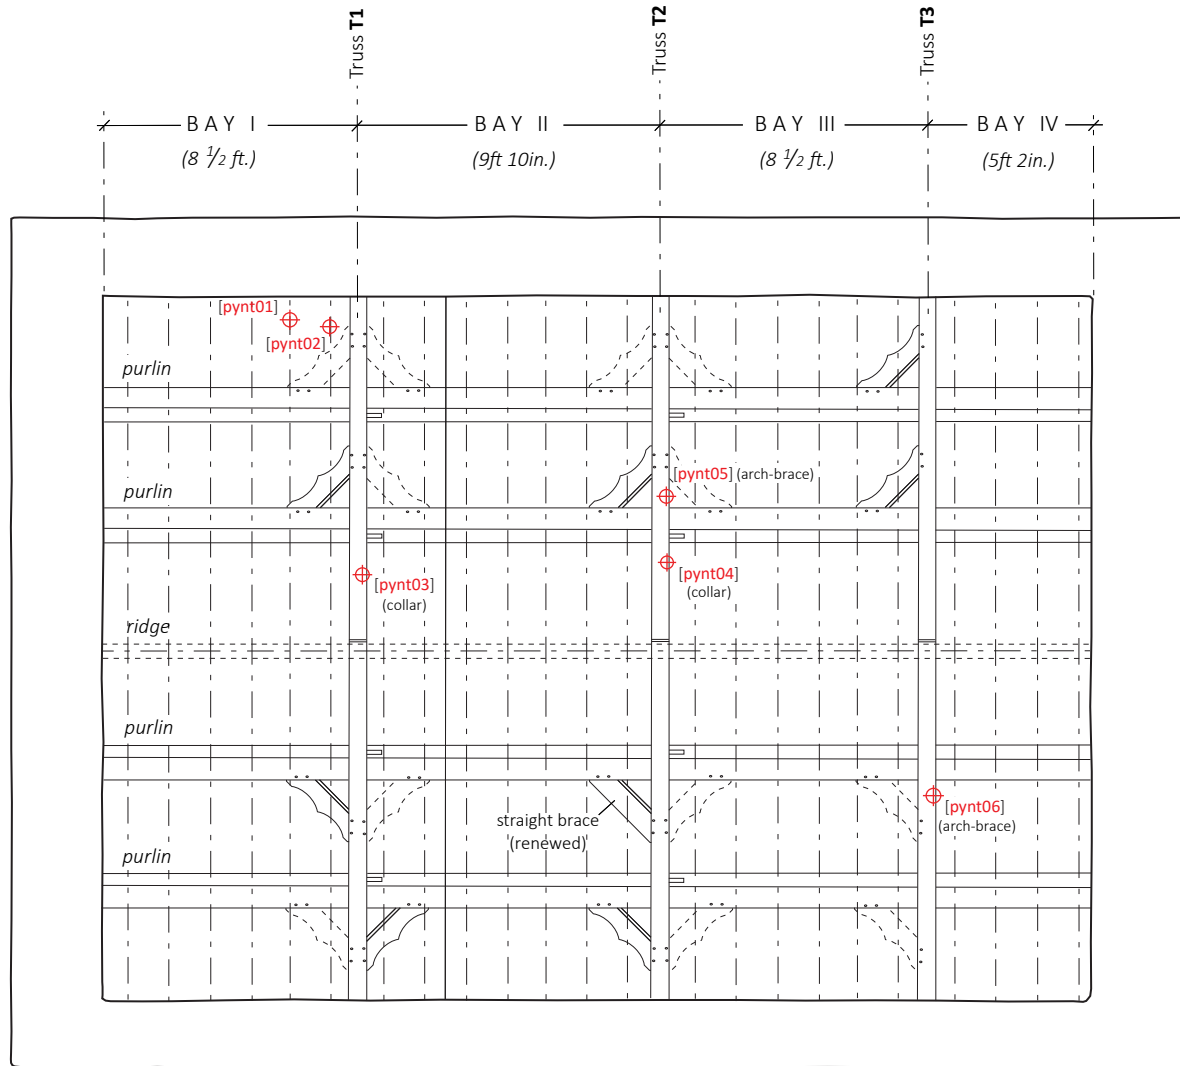 Truss T1
Truss T2
Truss T3
BAY I
BAY II
BAY III
BAY IV
(8 1/2 ft.)
(9ft 10in.)
(8 1/2 ft.)
(5ft 2in.)
[pynt01]
[pynt02]
purlin
purlin
[pynt05] (arch-brace)
[pynt03]
(collar)
[pynt04]
(collar)
ridge
purlin
straight brace
(renewed)
[pynt06]
(arch-brace)
purlin